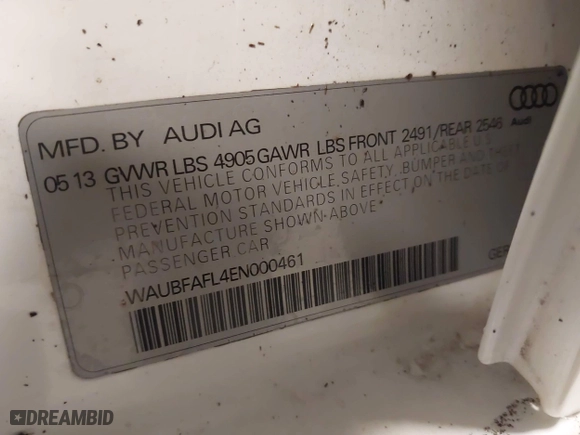 MFD. BY AUDI AG
Audi
05 13 GVWR LBS 4905 GAWR LBS FRONT 2491/REAR 2546
THIS VEHICLE CONFORMS TO ALL APPLICABLE U.S.
FEDERAL MOTOR VEHICLE SAFETY, BUMPER AND THEFT
PREVENTION STANDARDS IN EFFECT ON THE DATE OF
MANUFACTURE SHOWN ABOVE
PASSENGER CAR
WAUBFAFL4EN000461
GER
DREAMBID